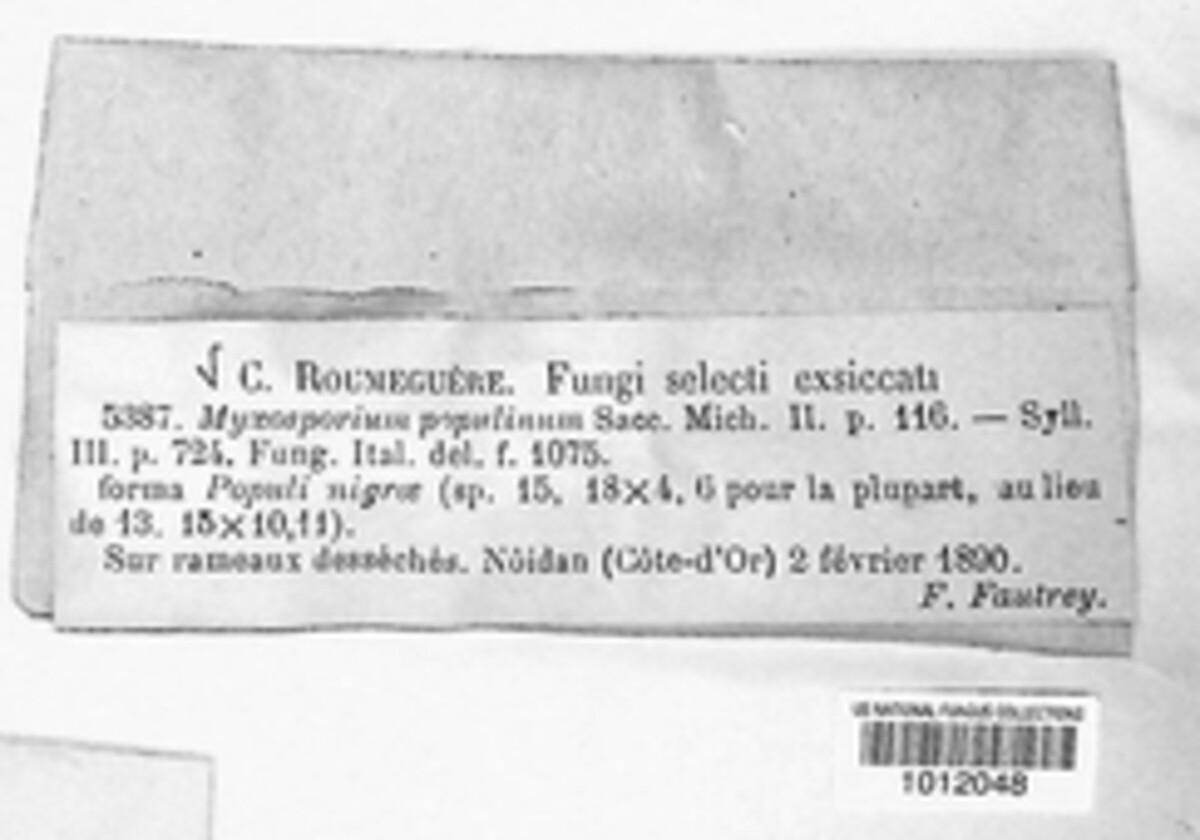 √ C. ROUMEGUÈRE. Fungi selecti exsiccati
5387. Myxosporium populinum Sacc. Mich. II. p. 116. — Syll.
III. p. 724. Fung. Ital. del. f. 1075.
forma Populi nigræ (sp. 15, 18×4, 6 pour la plupart, au lieu
de 13, 15×10,11).
Sur rameaux desséchés. Nôidan (Côte-d'Or) 2 février 1890.
F. Fautrey.
US NATIONAL FUNGUS COLLECTIONS
1012048